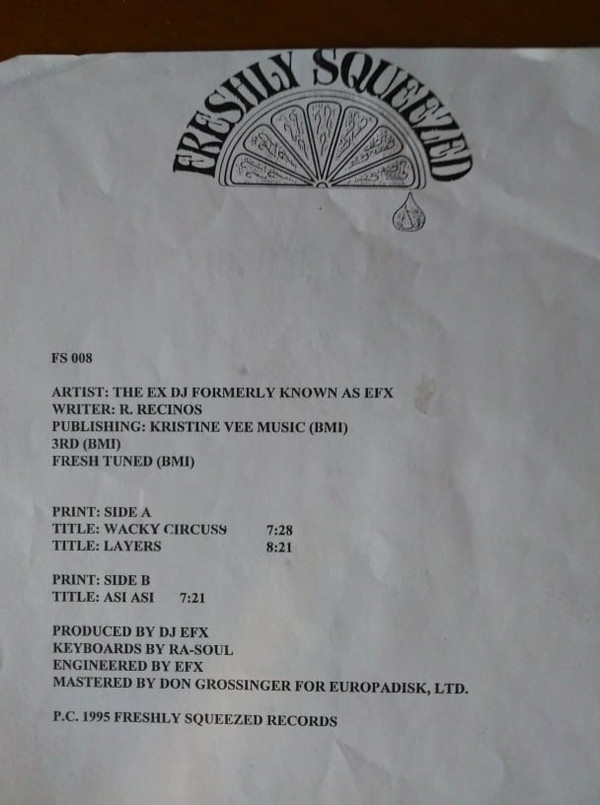 FRESHLY SQUEEZED
FS 008
ARTIST: THE EX DJ FORMERLY KNOWN AS EFX
WRITER: R. RECINOS
PUBLISHING: KRISTINE VEE MUSIC (BMI)
3RD (BMI)
FRESH TUNED (BMI)
PRINT: SIDE A
TITLE: WACKY CIRCUSS 7:28
TITLE: LAYERS 8:21
PRINT: SIDE B
TITLE: ASI ASI 7:21
PRODUCED BY DJ EFX
KEYBOARDS BY RA-SOUL
ENGINEERED BY EFX
MASTERED BY DON GROSSINGER FOR EUROPADISK, LTD.
P.C. 1995 FRESHLY SQUEEZED RECORDS